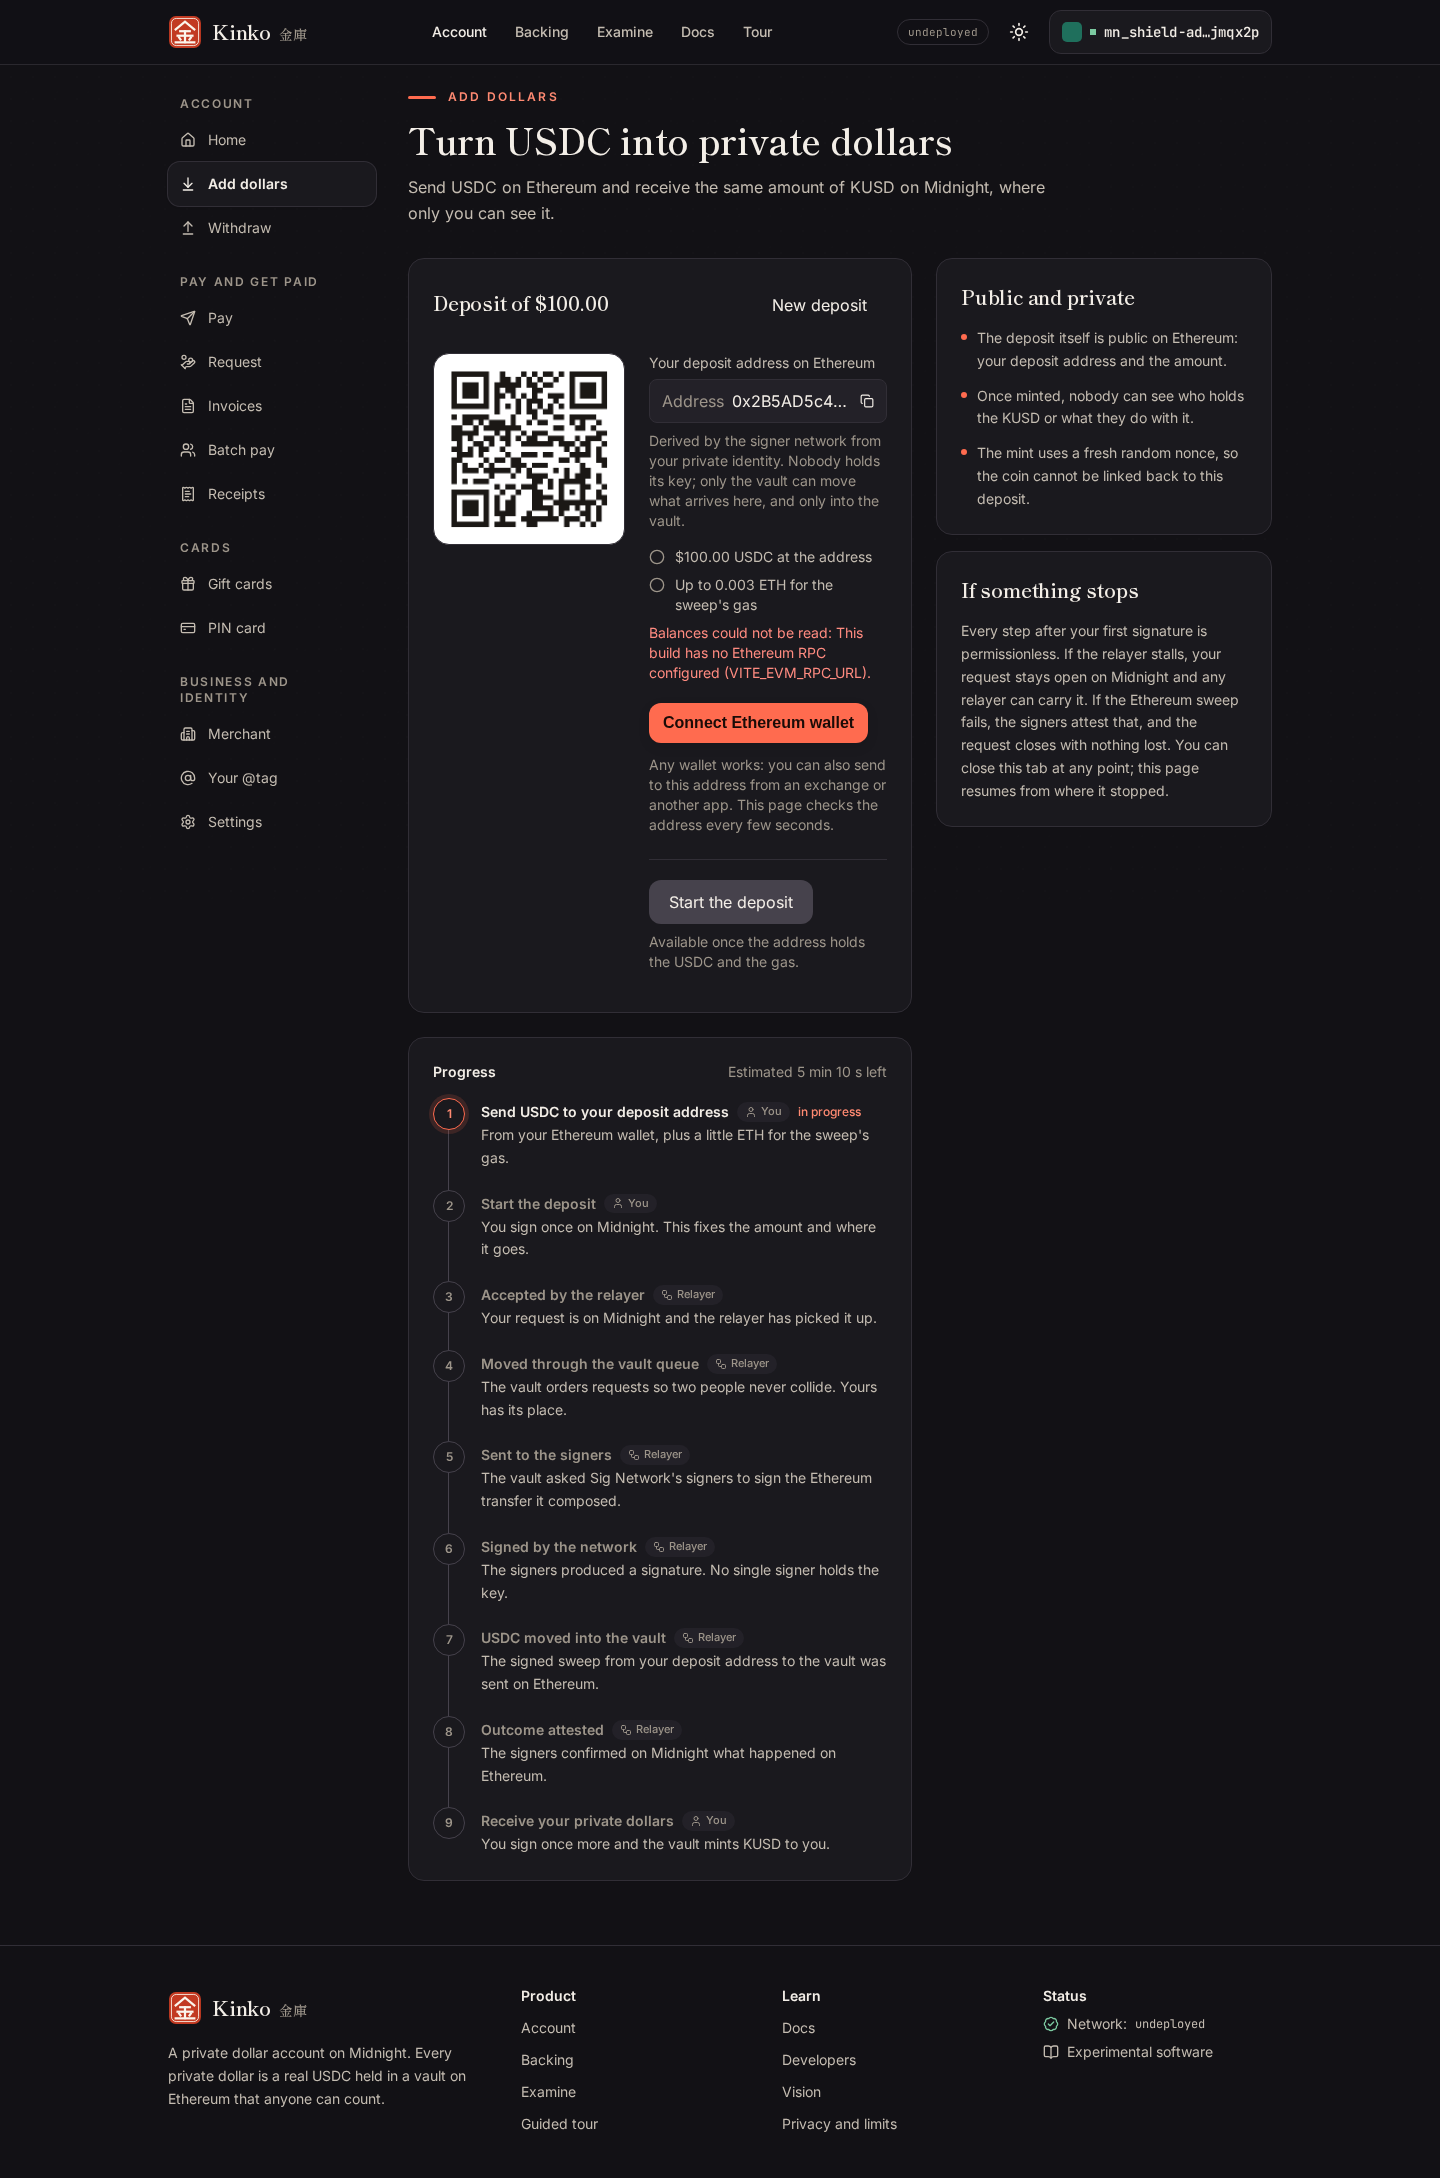 Kinko 金庫
Account
Backing
Examine
Docs
Tour
undeployed
mn_shield-ad…jmqx2p
ACCOUNT
Home
Add dollars
Withdraw
PAY AND GET PAID
Pay
Request
Invoices
Batch pay
Receipts
CARDS
Gift cards
PIN card
BUSINESS AND
IDENTITY
Merchant
Your @tag
Settings
ADD DOLLARS
Turn USDC into private dollars
Send USDC on Ethereum and receive the same amount of KUSD on Midnight, where
only you can see it.
Deposit of $100.00
New deposit
Your deposit address on Ethereum
Address 0x2B5AD5c4…
Derived by the signer network from
your private identity. Nobody holds
its key; only the vault can move
what arrives here, and only into the
vault.
$100.00 USDC at the address
Up to 0.003 ETH for the
sweep's gas
Balances could not be read: This
build has no Ethereum RPC
configured (VITE_EVM_RPC_URL).
Connect Ethereum wallet
Any wallet works: you can also send
to this address from an exchange or
another app. This page checks the
address every few seconds.
Start the deposit
Available once the address holds
the USDC and the gas.
Public and private
The deposit itself is public on Ethereum:
your deposit address and the amount.
Once minted, nobody can see who holds
the KUSD or what they do with it.
The mint uses a fresh random nonce, so
the coin cannot be linked back to this
deposit.
If something stops
Every step after your first signature is
permissionless. If the relayer stalls, your
request stays open on Midnight and any
relayer can carry it. If the Ethereum sweep
fails, the signers attest that, and the
request closes with nothing lost. You can
close this tab at any point; this page
resumes from where it stopped.
Progress
Estimated 5 min 10 s left
1 Send USDC to your deposit address You in progress
From your Ethereum wallet, plus a little ETH for the sweep's
gas.
2 Start the deposit You
You sign once on Midnight. This fixes the amount and where
it goes.
3 Accepted by the relayer Relayer
Your request is on Midnight and the relayer has picked it up.
4 Moved through the vault queue Relayer
The vault orders requests so two people never collide. Yours
has its place.
5 Sent to the signers Relayer
The vault asked Sig Network's signers to sign the Ethereum
transfer it composed.
6 Signed by the network Relayer
The signers produced a signature. No single signer holds the
key.
7 USDC moved into the vault Relayer
The signed sweep from your deposit address to the vault was
sent on Ethereum.
8 Outcome attested Relayer
The signers confirmed on Midnight what happened on
Ethereum.
9 Receive your private dollars You
You sign once more and the vault mints KUSD to you.
Kinko 金庫
A private dollar account on Midnight. Every
private dollar is a real USDC held in a vault on
Ethereum that anyone can count.
Product
Account
Backing
Examine
Guided tour
Learn
Docs
Developers
Vision
Privacy and limits
Status
Network: undeployed
Experimental software